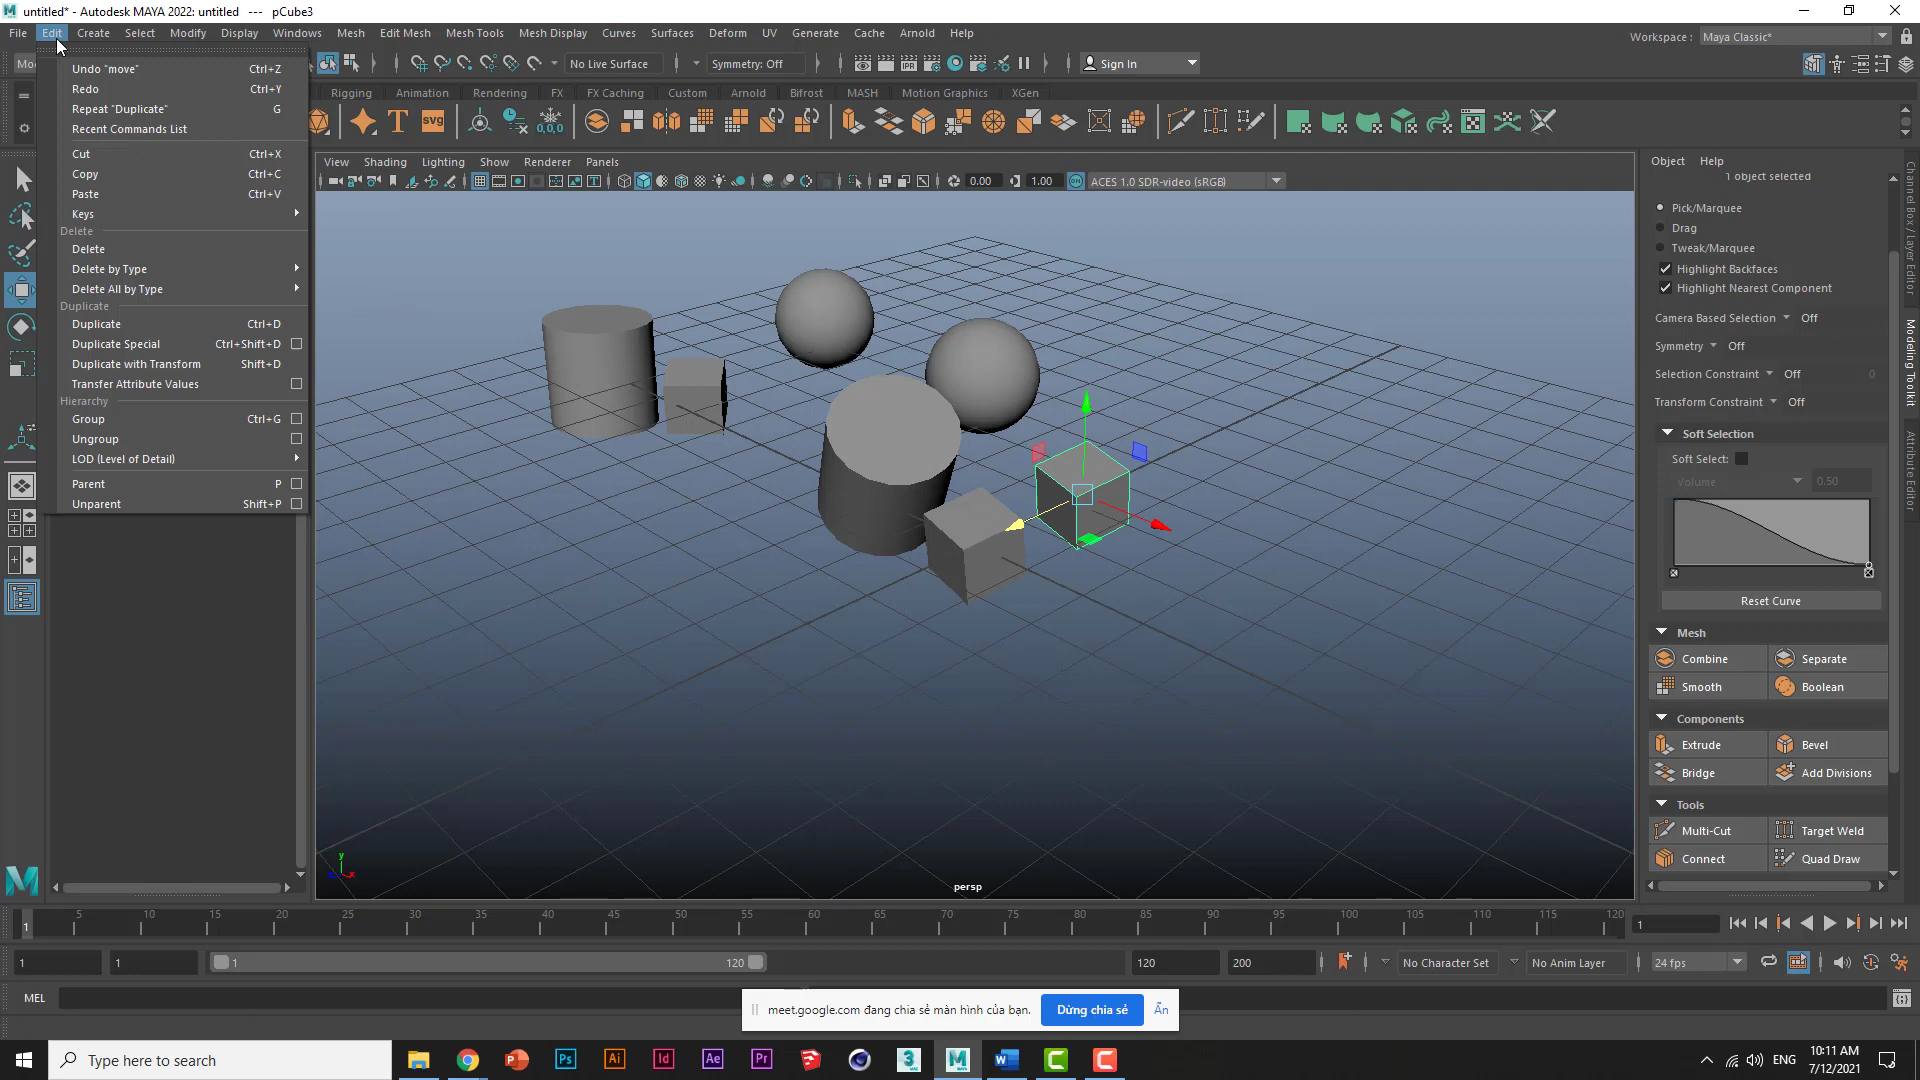 untitled* - Autodesk MAYA 2022: untitled --- pCube3
File Edit Create Select Modify Display Windows Mesh Edit Mesh Mesh Tools Mesh Display Curves Surfaces Deform UV Generate Cache Arnold Help
Workspace : Maya Classic*
No Live Surface Symmetry: Off Sign In
Rigging Animation Rendering FX FX Caching Custom Arnold Bifrost MASH Motion Graphics XGen
Undo "move" Ctrl+Z
Redo Ctrl+Y
Repeat "Duplicate" G
Recent Commands List
Cut Ctrl+X
Copy Ctrl+C
Paste Ctrl+V
Keys
Delete
Delete
Delete by Type
Delete All by Type
Duplicate
Duplicate Ctrl+D
Duplicate Special Ctrl+Shift+D
Duplicate with Transform Shift+D
Transfer Attribute Values
Hierarchy
Group Ctrl+G
Ungroup
LOD (Level of Detail)
Parent P
Unparent Shift+P
View Shading Lighting Show Renderer Panels
0.00 1.00 ACES 1.0 SDR-video (sRGB)
persp
y
x
Object Help
1 object selected
Pick/Marquee
Drag
Tweak/Marquee
Highlight Backfaces
Highlight Nearest Component
Camera Based Selection Off
Symmetry Off
Selection Constraint Off 0
Transform Constraint Off
Soft Selection
Soft Select:
Volume 0.50
Reset Curve
Mesh
Combine Separate
Smooth Boolean
Components
Extrude Bevel
Bridge Add Divisions
Tools
Multi-Cut Target Weld
Connect Quad Draw
Channel Box / Layer Editor
Modeling Toolkit
Attribute Editor
1 5 10 15 20 25 30 35 40 45 50 55 60 65 70 75 80 85 90 95 100 105 110 115 120 1
1 1 1 120 120 200 No Character Set No Anim Layer 24 fps
MEL
meet.google.com đang chia sẻ màn hình của bạn. Dừng chia sẻ Ẩn
Type here to search
ENG
10:11 AM
7/12/2021